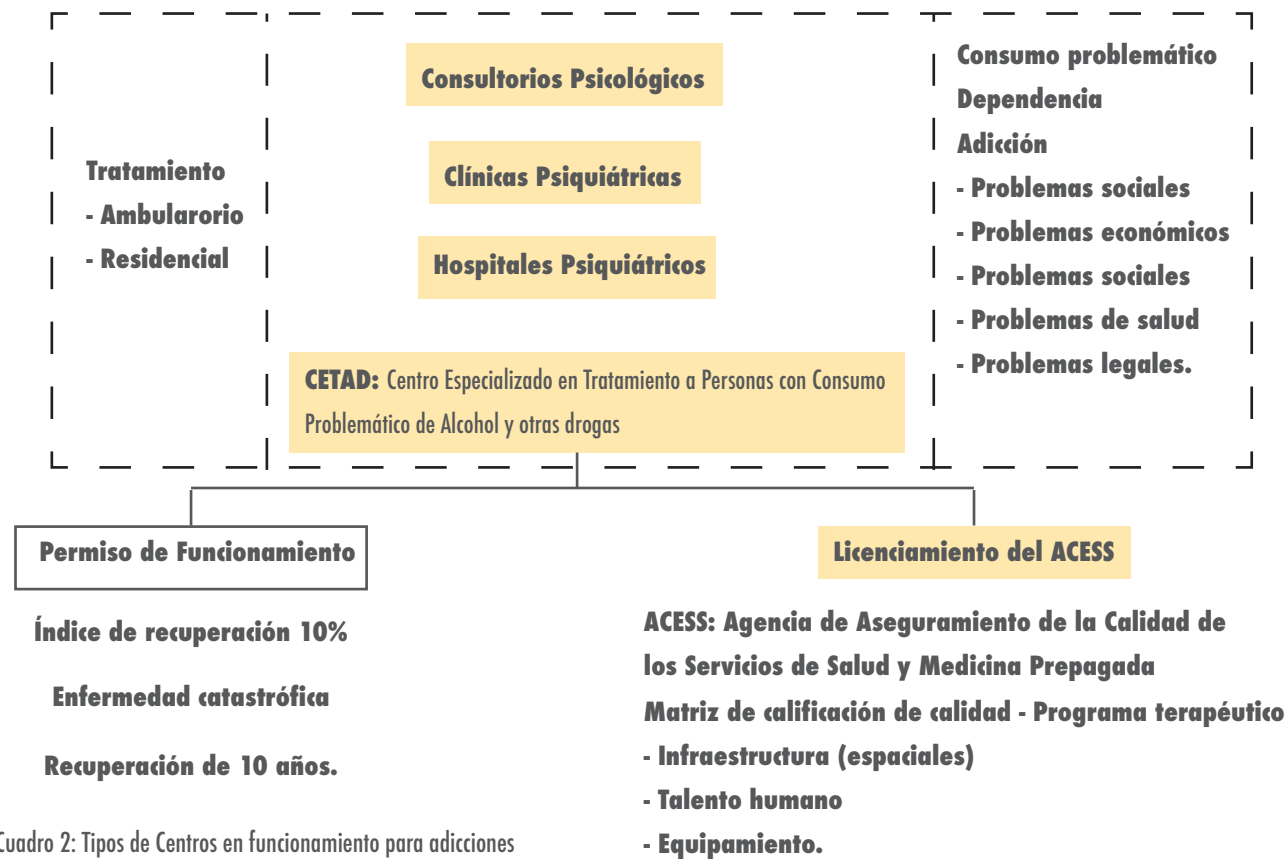 Tratamiento
- Ambularorio
- Residencial
Consultorios Psicológicos
Clínicas Psiquiátricas
Hospitales Psiquiátricos
CETAD: Centro Especializado en Tratamiento a Personas con Consumo
Problemático de Alcohol y otras drogas
Consumo problemático
Dependencia
Adicción
- Problemas sociales
- Problemas económicos
- Problemas sociales
- Problemas de salud
- Problemas legales.
Permiso de Funcionamiento
Índice de recuperación 10%
Enfermedad catastrófica
Recuperación de 10 años.
Licenciamiento del ACESS
ACESS: Agencia de Aseguramiento de la Calidad de
los Servicios de Salud y Medicina Prepagada
Matriz de calificación de calidad - Programa terapéutico
- Infraestructura (espaciales)
- Talento humano
- Equipamiento.
Cuadro 2: Tipos de Centros en funcionamiento para adicciones